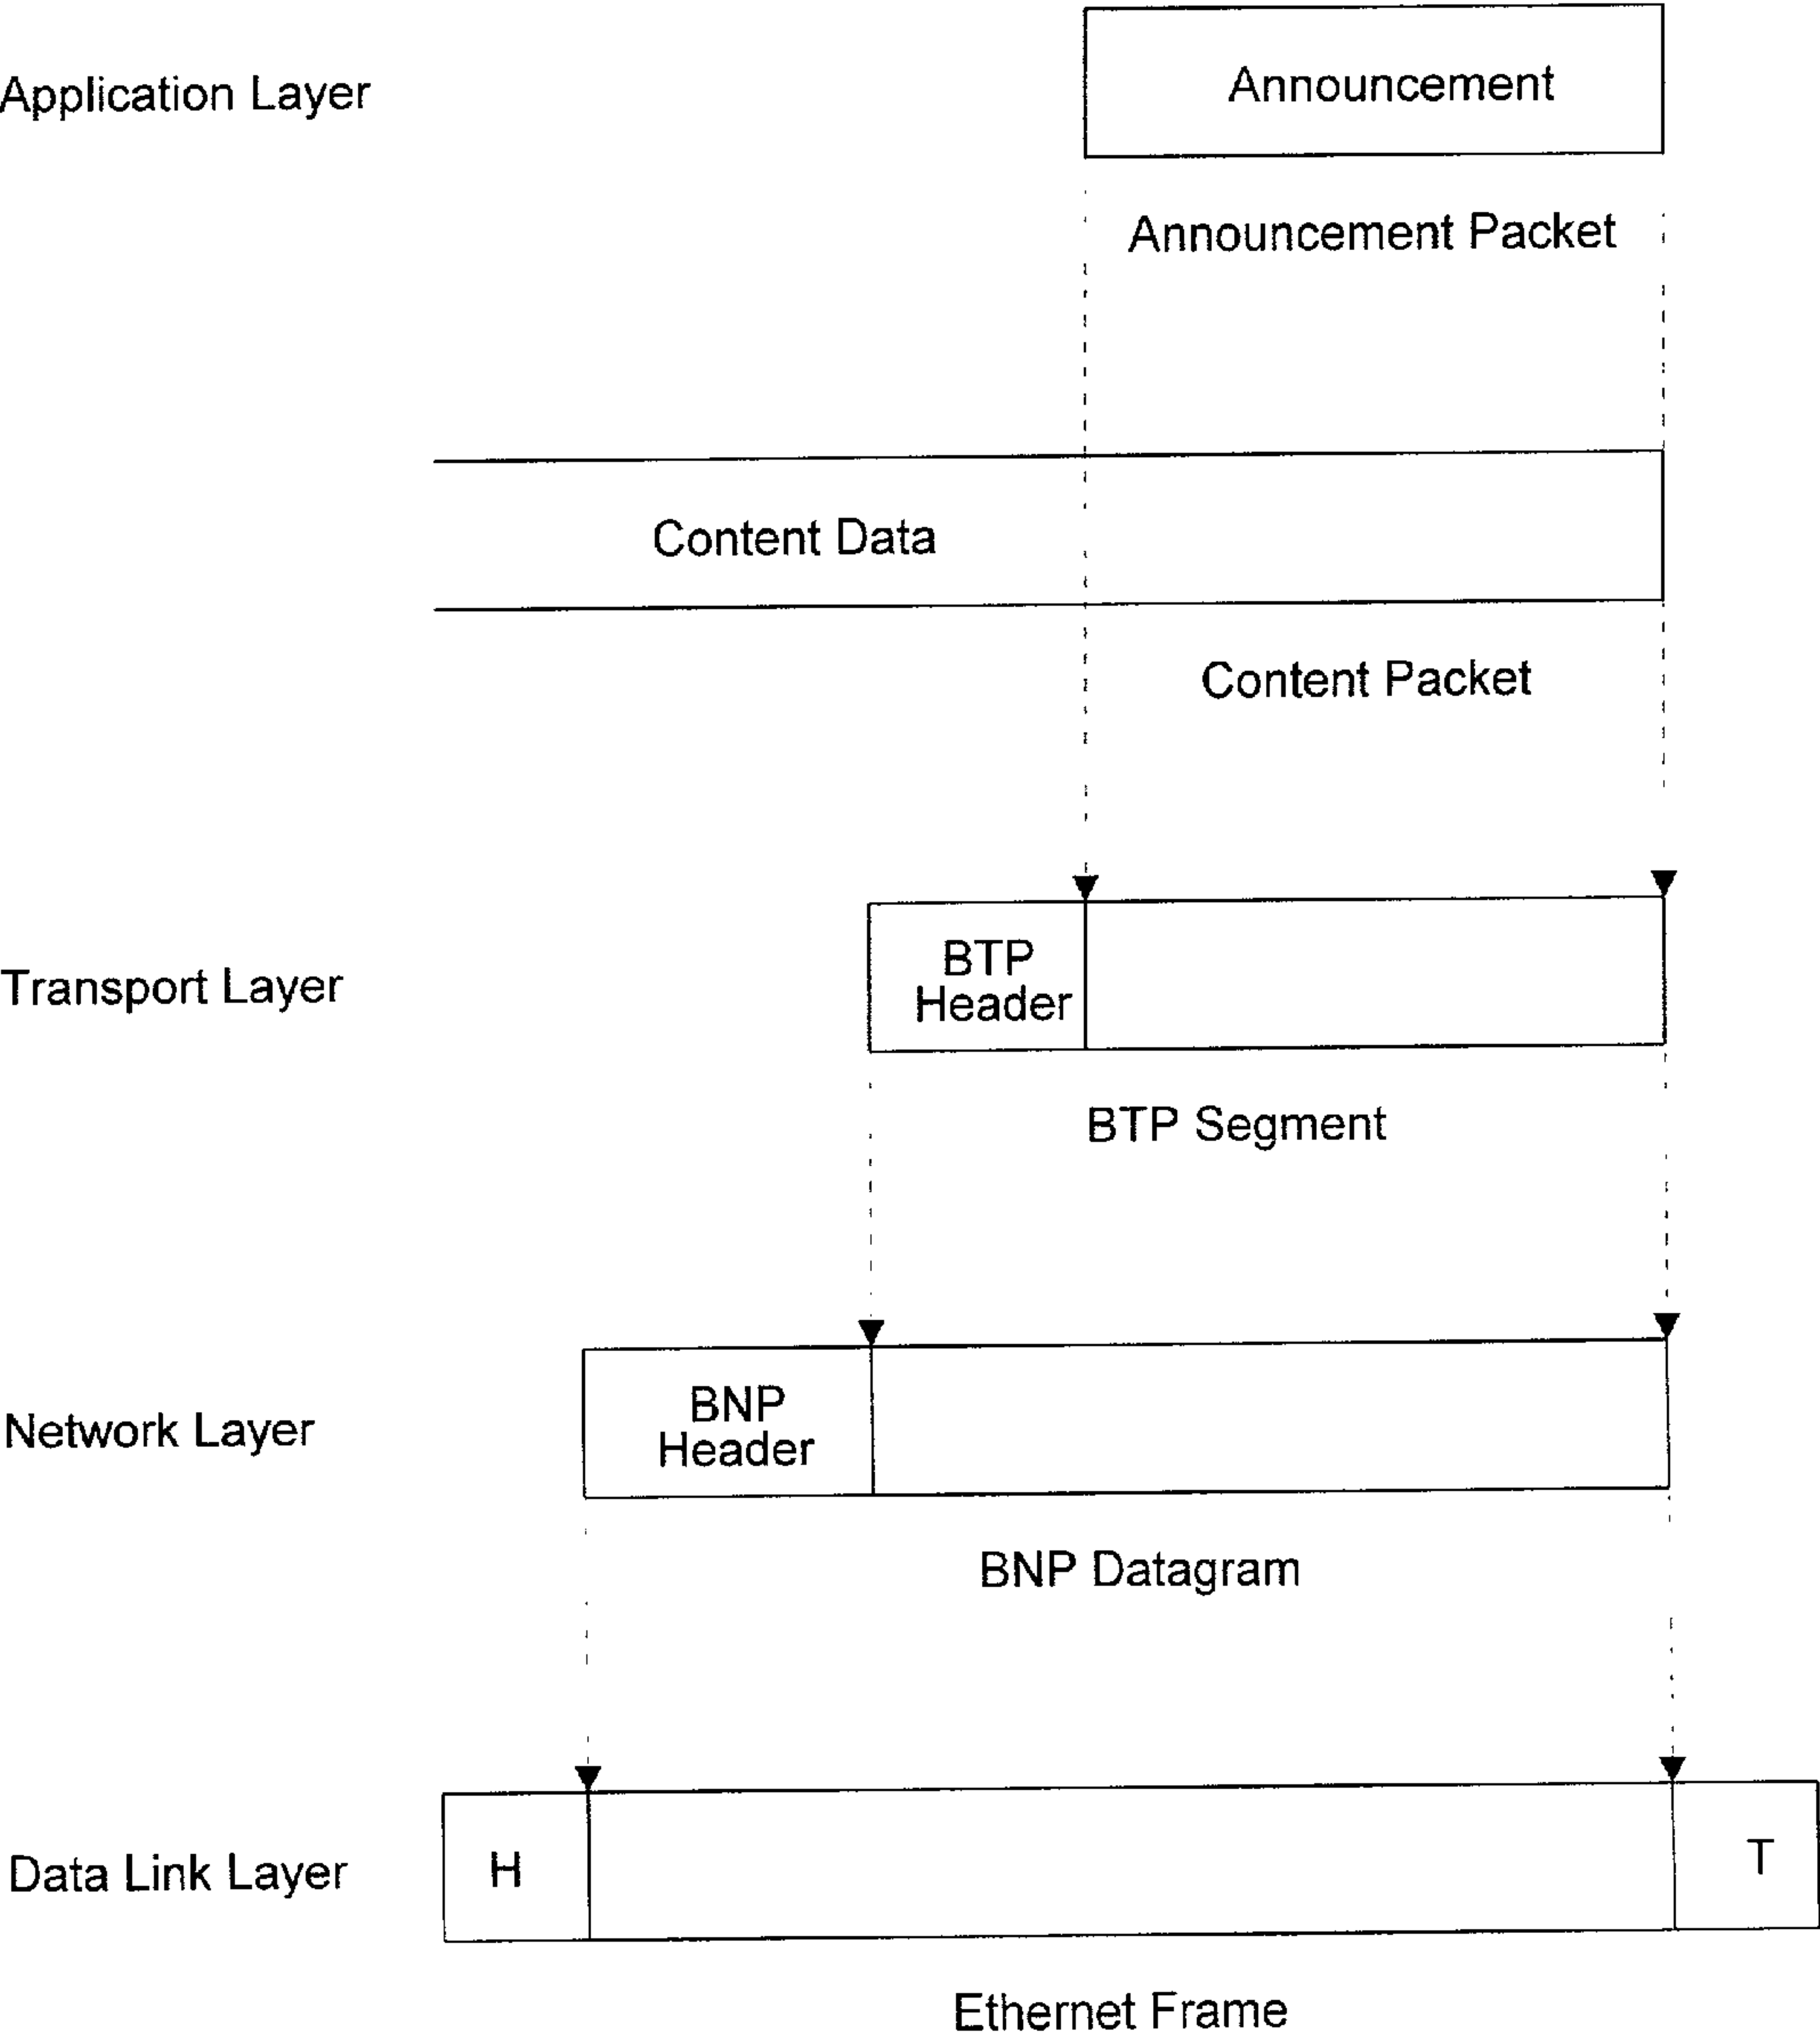 Application Layer
Announcement
Announcement Packet
Content Data
Content Packet
Transport Layer
BTP
Header
BTP Segment
Network Layer
BNP
Header
BNP Datagram
Data Link Layer
H
T
Ethernet Frame